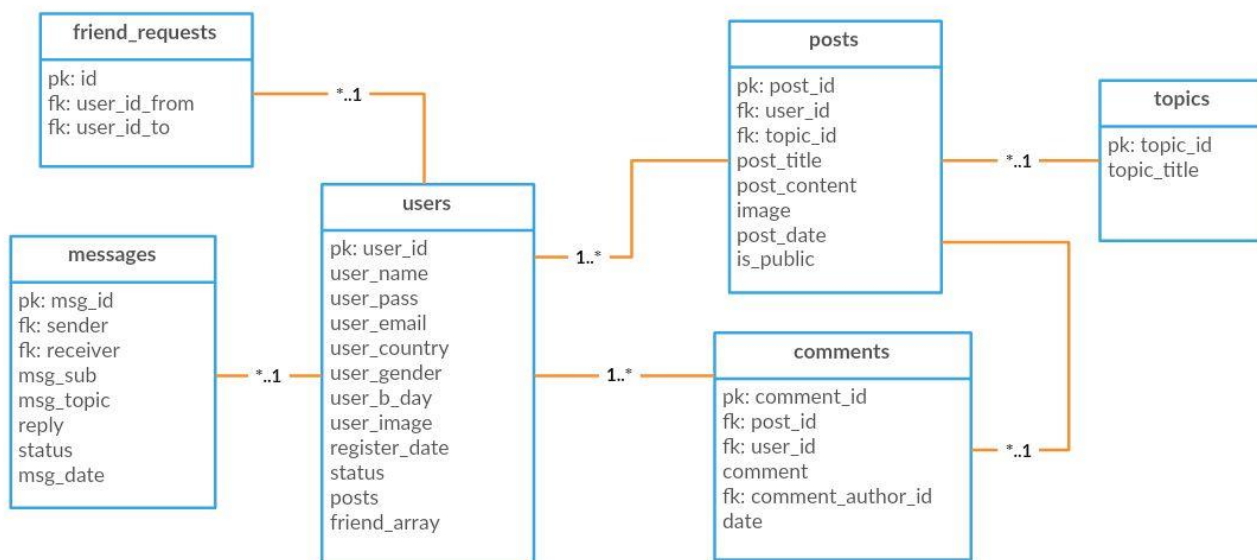 friend_requests
pk: id
fk: user_id_from
fk: user_id_to
*..1
posts
pk: post_id
fk: user_id
fk: topic_id
post_title
post_content
image
post_date
is_public
*..1
topics
pk: topic_id
topic_title
messages
pk: msg_id
fk: sender
fk: receiver
msg_sub
msg_topic
reply
status
msg_date
*..1
users
pk: user_id
user_name
user_pass
user_email
user_country
user_gender
user_b_day
user_image
register_date
status
posts
friend_array
1..*
1..*
comments
pk: comment_id
fk: post_id
fk: user_id
comment
fk: comment_author_id
date
*..1